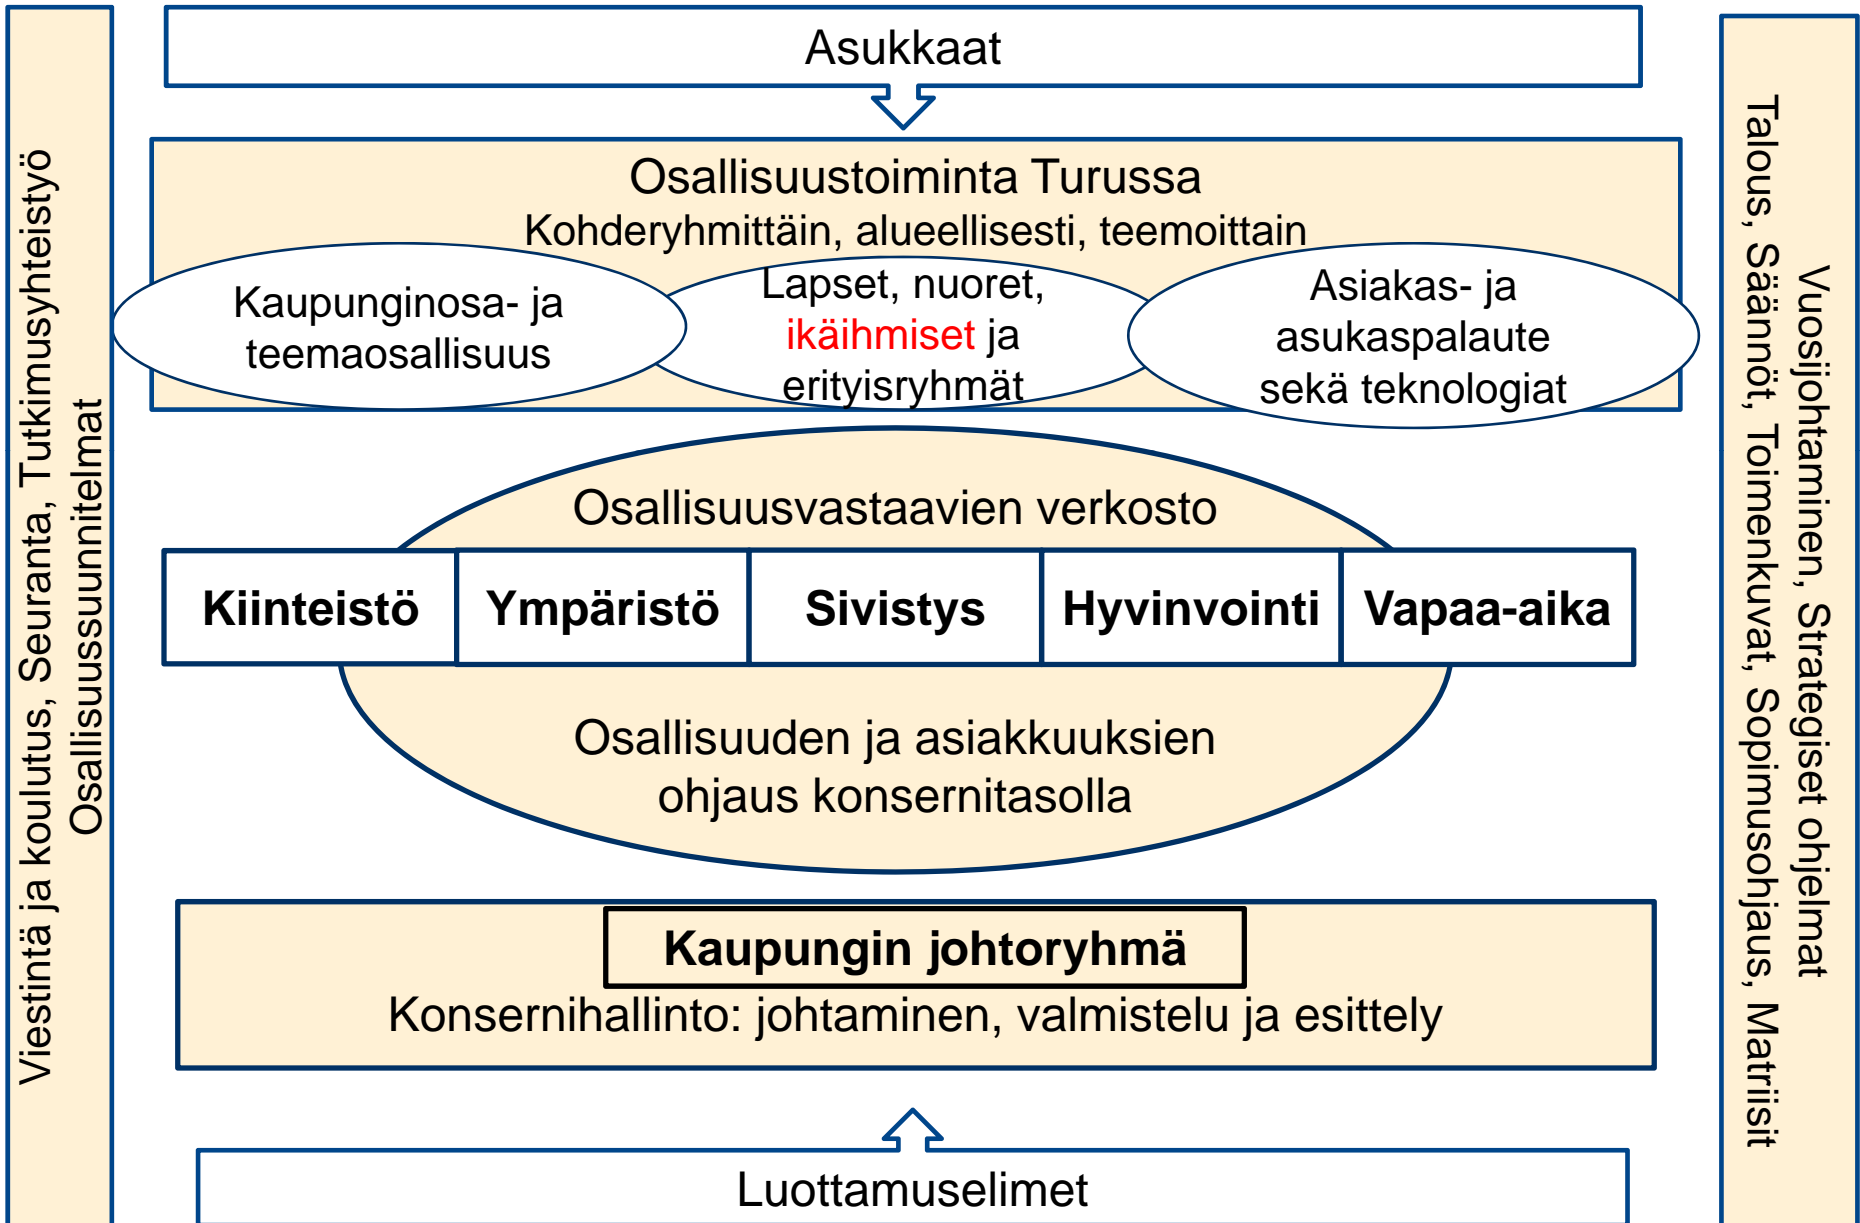 Asukkaat
Viestintä ja koulutus, Seuranta, Tutkimusyhteistyö
Osallisuussuunnitelmat
Osallisuustoiminta Turussa
Kohderyhmittäin, alueellisesti, teemoittain
Kaupunginosa- ja
teemaosallisuus
Lapset, nuoret,
ikäihmiset ja
erityisryhmät
Asiakas- ja
asukaspalaute
sekä teknologiat
Osallisuusvastaavien verkosto
Kiinteistö
Ympäristö
Sivistys
Hyvinvointi
Vapaa-aika
Osallisuuden ja asiakkuuksien
ohjaus konsernitasolla
Kaupungin johtoryhmä
Konsernihallinto: johtaminen, valmistelu ja esittely
Luottamuselimet
Vuosijohtaminen, Strategiset ohjelmat
Talous, Säännöt, Toimenkuvat, Sopimusohjaus, Matriisit